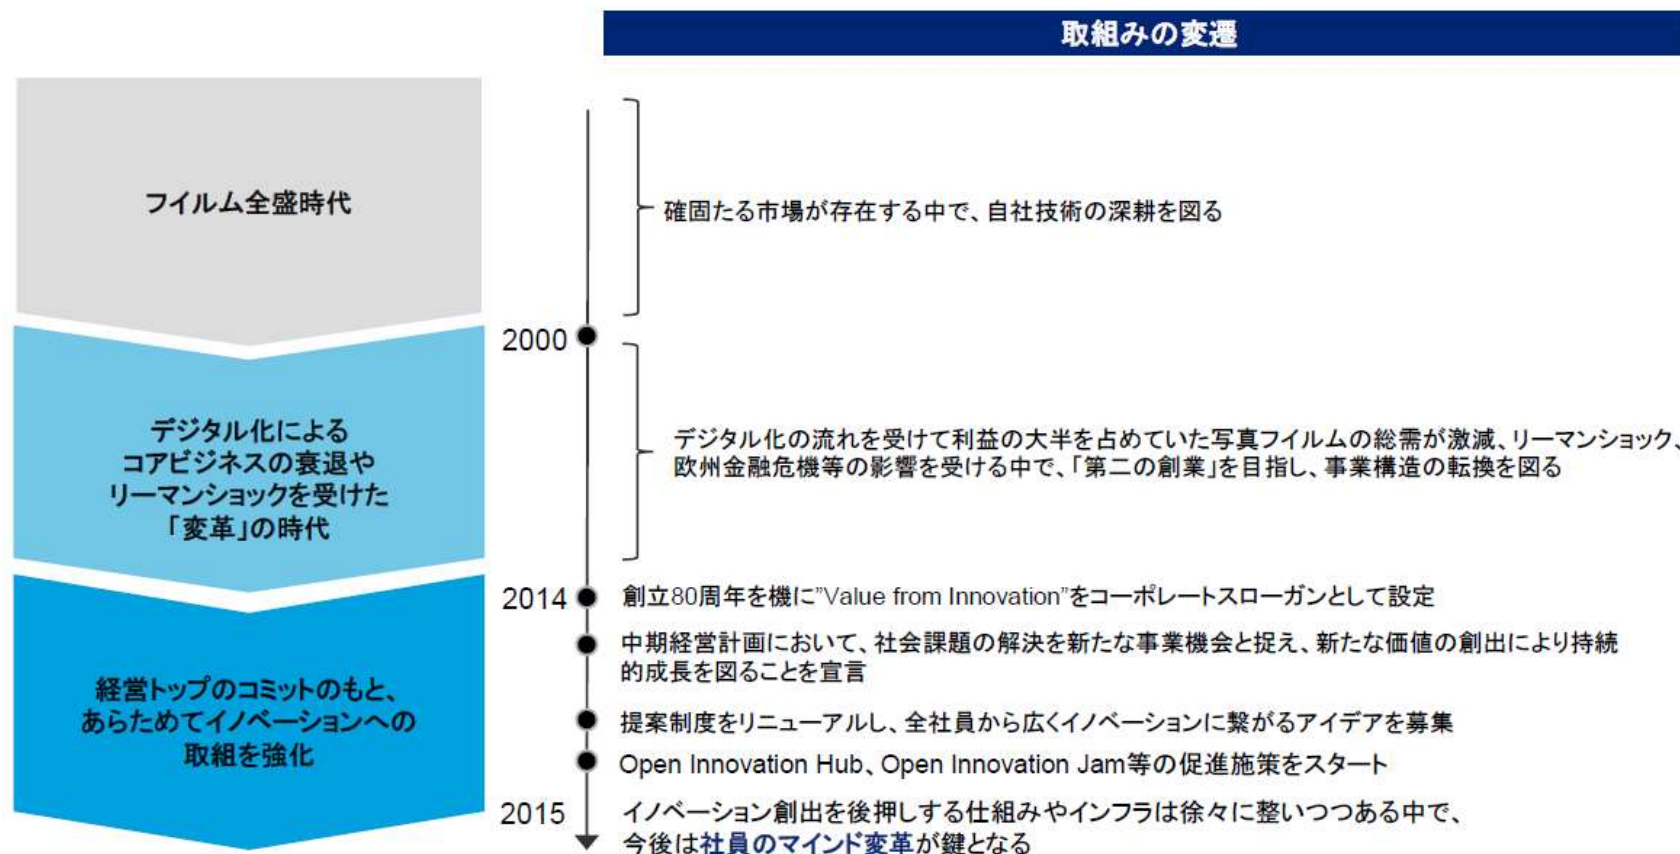 取組みの変遷
フイルム全盛時代
確固たる市場が存在する中で、自社技術の深耕を図る
2000
デジタル化による
コアビジネスの衰退や
リーマンショックを受けた
「変革」の時代
デジタル化の流れを受けて利益の大半を占めていた写真フイルムの総需が激減、リーマンショック、
欧州金融危機等の影響を受ける中で、「第二の創業」を目指し、事業構造の転換を図る
2014
創立80周年を機に”Value from Innovation”をコーポレートスローガンとして設定
中期経営計画において、社会課題の解決を新たな事業機会と捉え、新たな価値の創出により持続
的成長を図ることを宣言
経営トップのコミットのもと、
あらためてイノベーションへの
取組を強化
提案制度をリニューアルし、全社員から広くイノベーションに繋がるアイデアを募集
Open Innovation Hub、Open Innovation Jam等の促進施策をスタート
2015
イノベーション創出を後押しする仕組みやインフラは徐々に整いつつある中で、
今後は社員のマインド変革が鍵となる